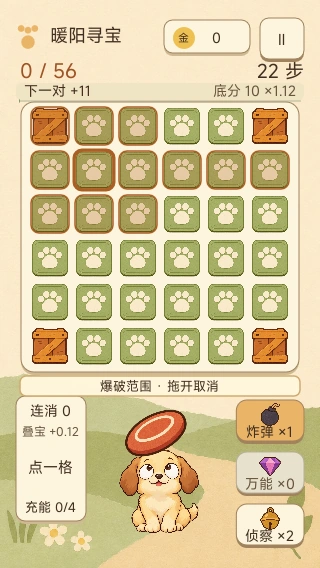 暖阳寻宝
金 0
II
0 / 56
22 步
下一对 +11
底分 10 ×1.12
爆破范围 · 拖开取消
连消 0
叠宝 +0.12
点一格
充能 0/4
炸弹 ×1
万能 ×0
侦察 ×2